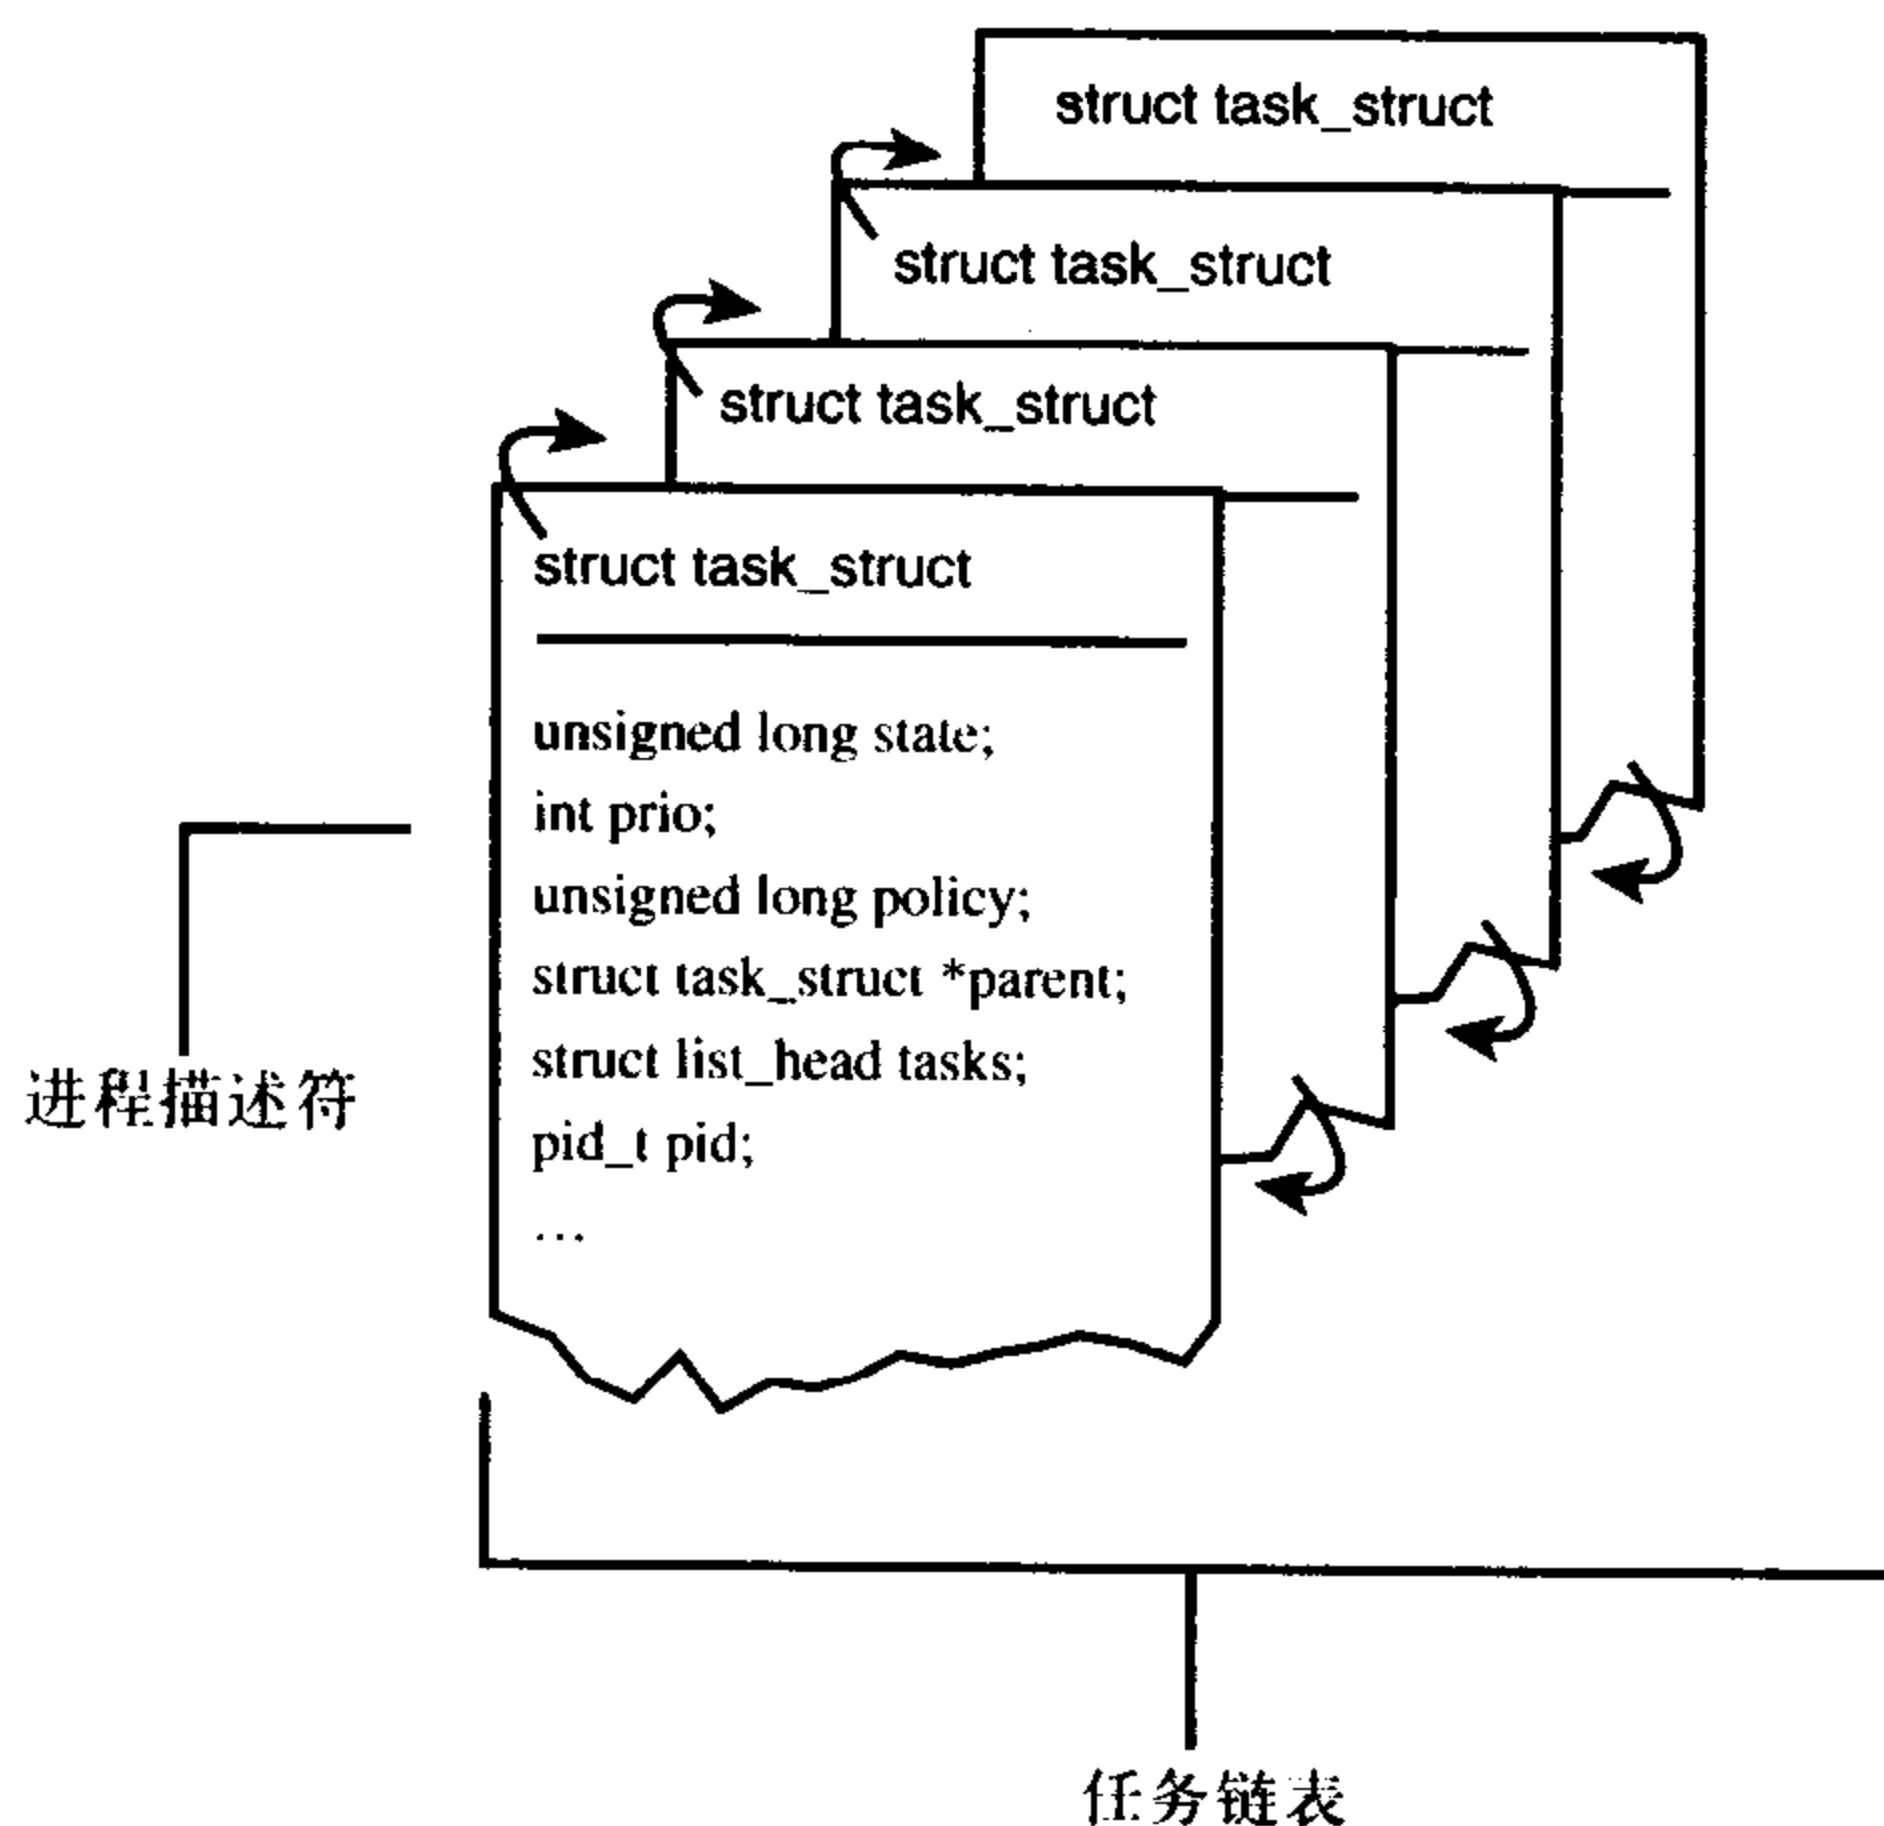 struct task_struct
struct task_struct
struct task_struct
struct task_struct
unsigned long state;
int prio;
unsigned long policy;
struct task_struct *parent;
struct list_head tasks;
pid_t pid;
…
进程描述符
任务链表